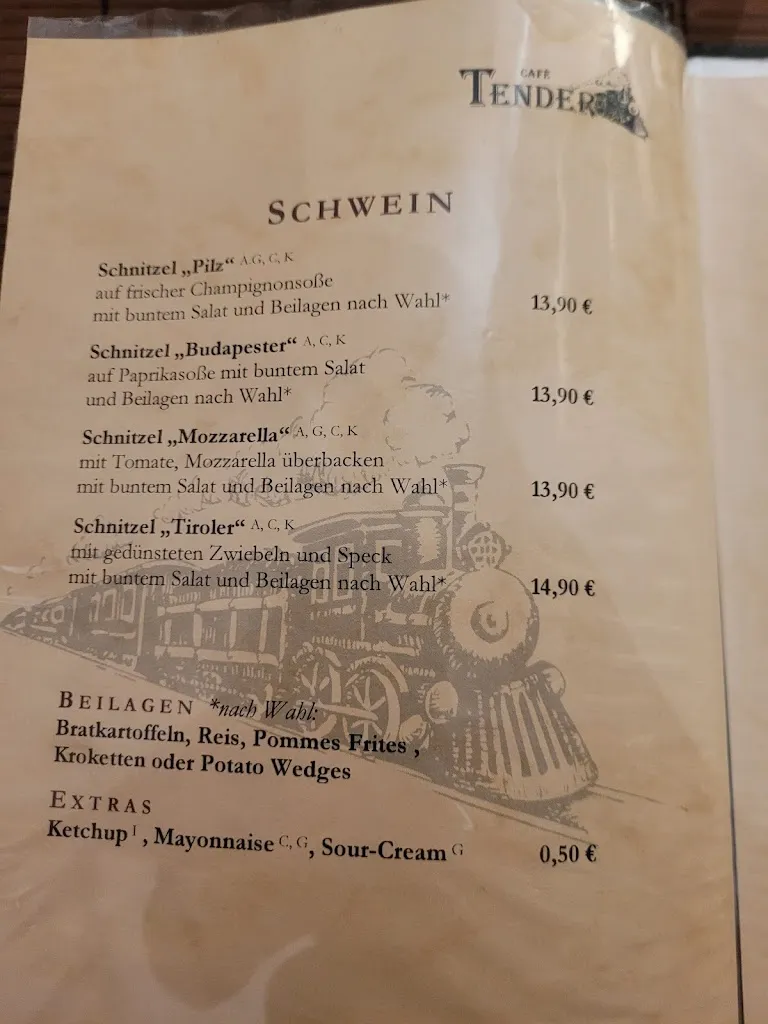 CAFÉ
TENDER
SCHWEIN
Schnitzel „Pilz“ A.G, C, K
auf frischer Champignonsoße
mit buntem Salat und Beilagen nach Wahl* 13,90 €
Schnitzel „Budapester“ A, C, K
auf Paprikasoße mit buntem Salat
und Beilagen nach Wahl* 13,90 €
Schnitzel „Mozzarella“ A, G, C, K
mit Tomate, Mozzarella überbacken
mit buntem Salat und Beilagen nach Wahl* 13,90 €
Schnitzel „Tiroler“ A, C, K
mit gedünsteten Zwiebeln und Speck
mit buntem Salat und Beilagen nach Wahl* 14,90 €
BEILAGEN *nach Wahl:
Bratkartoffeln, Reis, Pommes Frites ,
Kroketten oder Potato Wedges
EXTRAS
Ketchup I , Mayonnaise C, G, Sour-Cream G 0,50 €